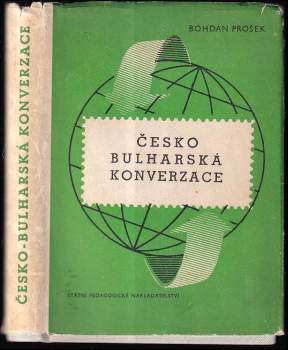 BOHDAN PROŠEK
ČESKO
BULHARSKÁ
KONVERZACE
STÁTNÍ PEDAGOGICKÉ NAKLADATELSTVÍ
ČESKO-BULHARSKÁ KONVERZACE